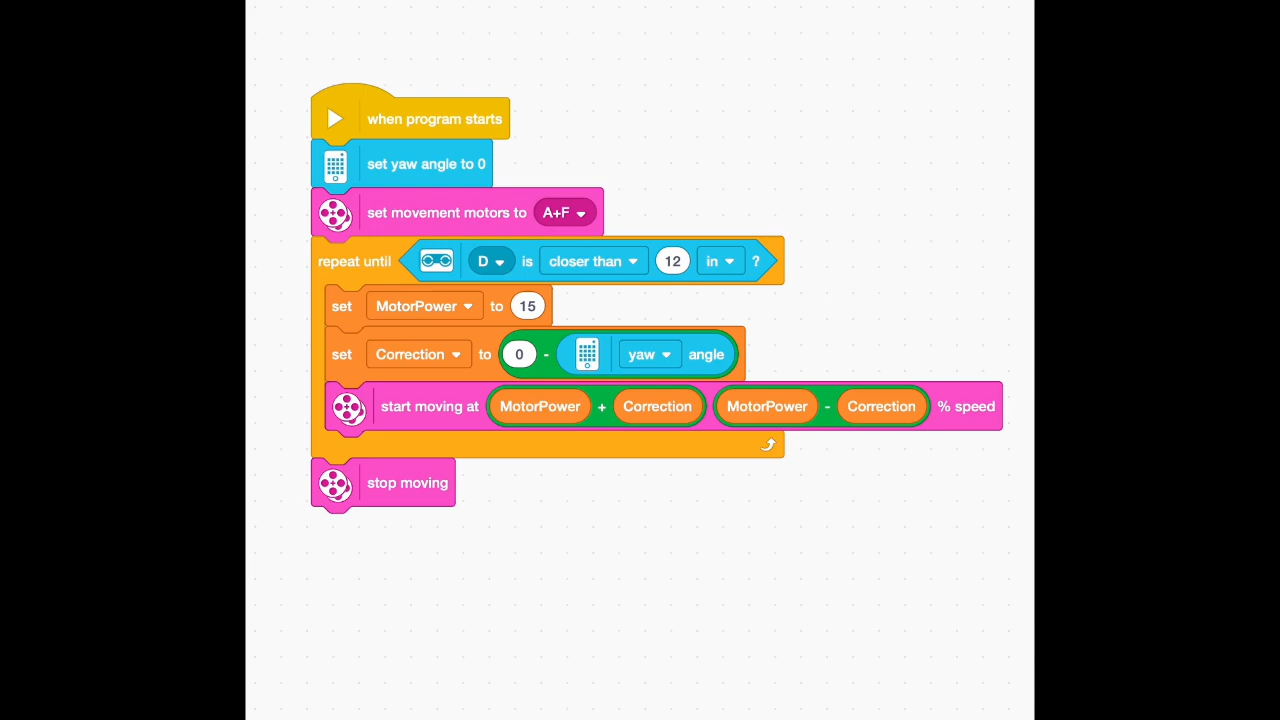 when program starts
set yaw angle to 0
set movement motors to A+F
repeat until D is closer than 12 in ?
set MotorPower to 15
set Correction to 0 - yaw angle
start moving at MotorPower + Correction MotorPower - Correction % speed
stop moving